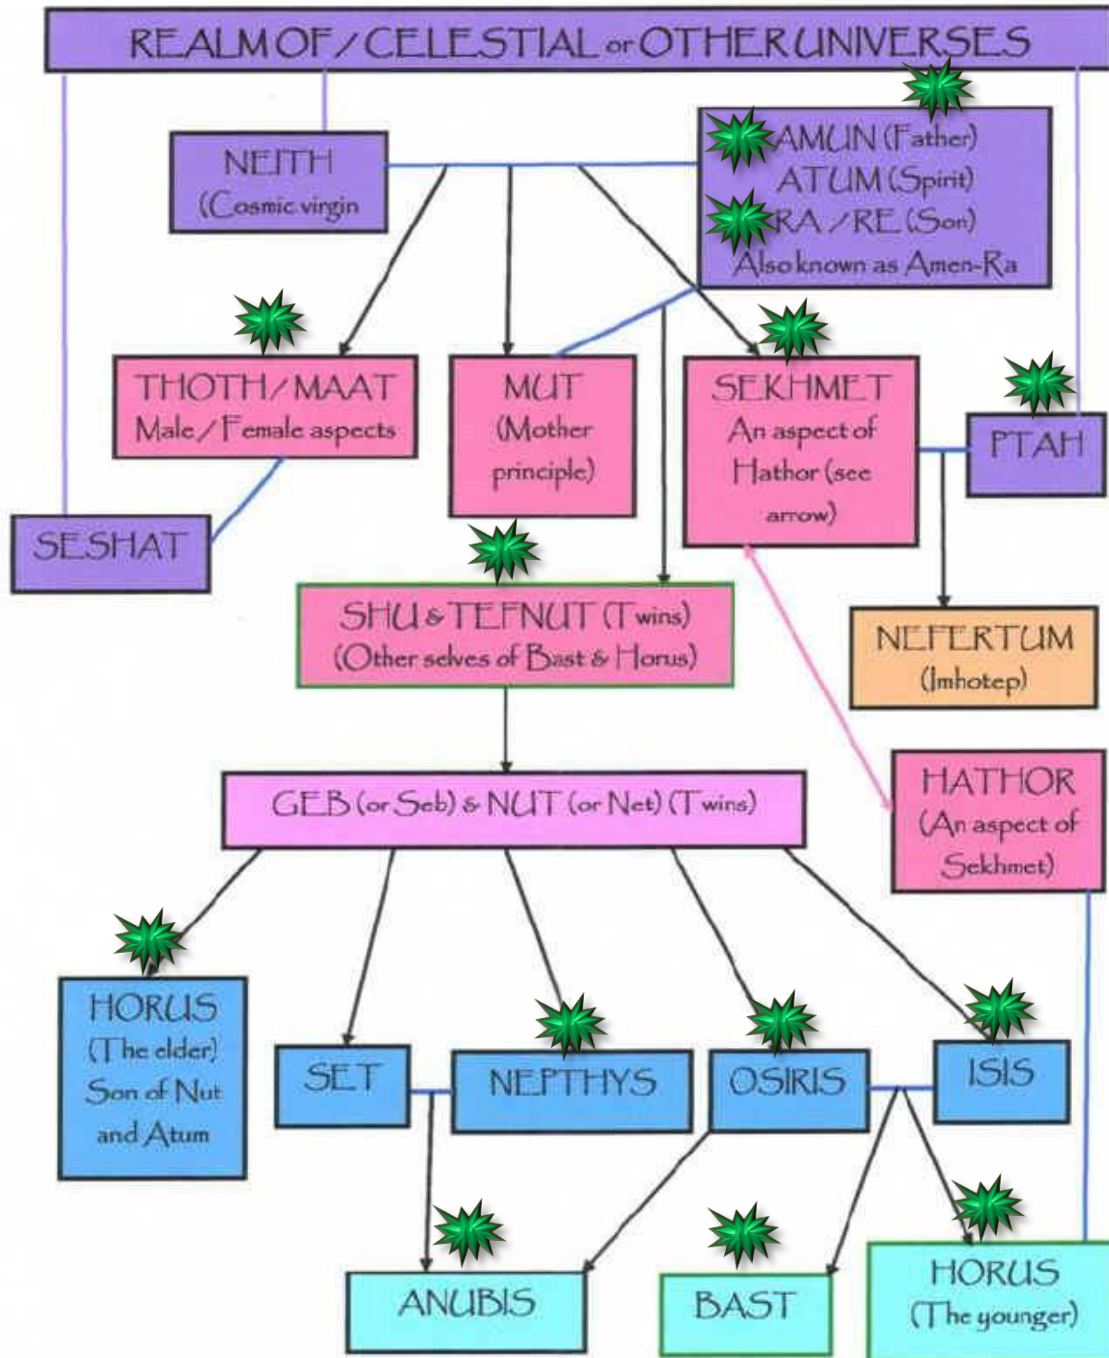 REALM OF / CELESTIAL or OTHER UNIVERSES
NEITH
(Cosmic virgin
AMUN (Father)
ATUM (Spirit)
RA / RE (Son)
Also known as Amen-Ra
THOTH / MAAT
Male / Female aspects
MUT
(Mother
principle)
SEKHMET
An aspect of
Hathor (see
arrow)
PTAH
SESHAT
SHU & TEFNUT (Twins)
(Other selves of Bast & Horus)
NEFERTUM
(Imhotep)
GEB (or Seb) & NUT (or Net) (Twins)
HATHOR
(An aspect of
Sekhmet)
HORUS
(The elder)
Son of Nut
and Atum
SET
NEPTHYS
OSIRIS
ISIS
ANUBIS
BAST
HORUS
(The younger)